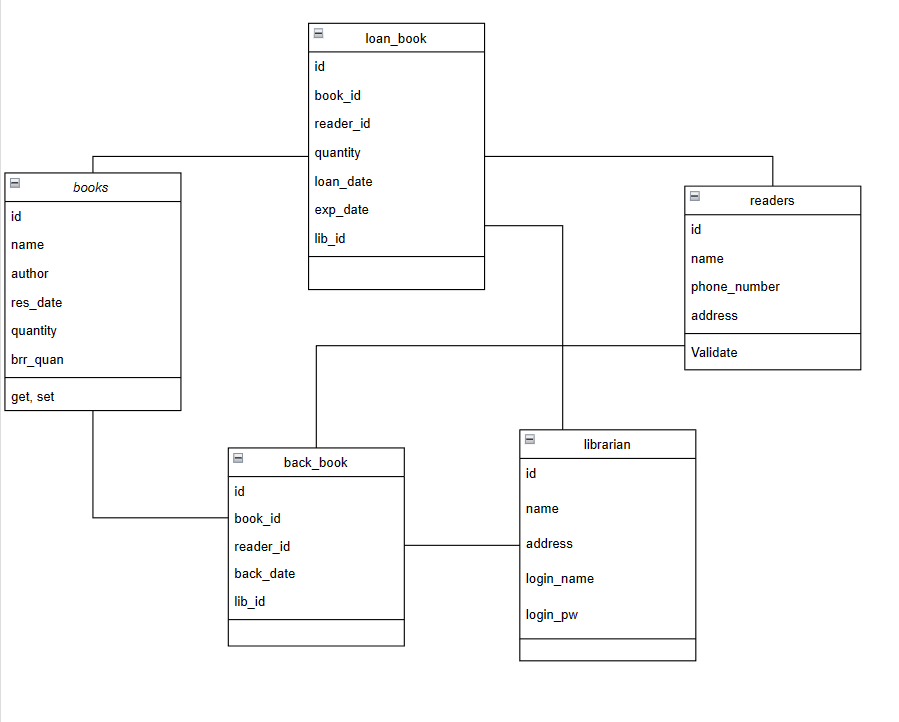 loan_book
id
book_id
reader_id
quantity
loan_date
exp_date
lib_id
books
id
name
author
res_date
quantity
brr_quan
get, set
readers
id
name
phone_number
address
Validate
back_book
id
book_id
reader_id
back_date
lib_id
librarian
id
name
address
login_name
login_pw